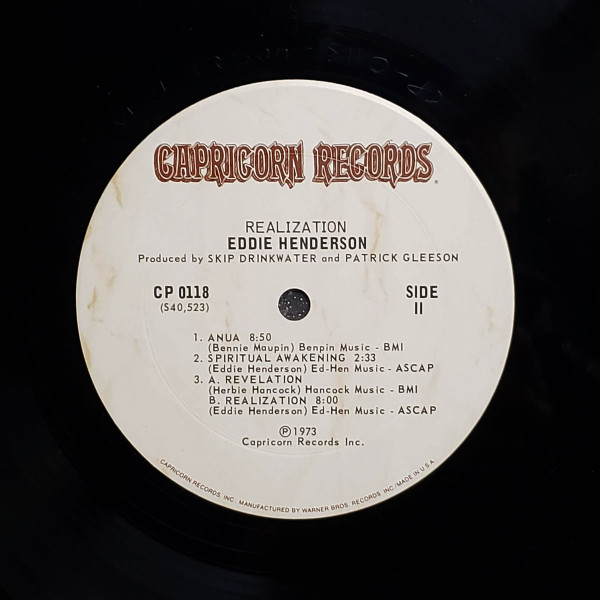 CAPRICORN RECORDS.
REALIZATION
EDDIE HENDERSON
Produced by SKIP DRINKWATER and PATRICK GLEESON
CP 0118
(S40,523)
SIDE
II
1. ANUA 8:50
(Bennie Maupin) Benpin Music - BMI
2. SPIRITUAL AWAKENING 2:33
(Eddie Henderson) Ed-Hen Music - ASCAP
3. A. REVELATION
(Herbie Hancock) Hancock Music - BMI
B. REALIZATION 8:00
(Eddie Henderson) Ed-Hen Music - ASCAP
Ⓟ1973
Capricorn Records Inc.
CAPRICORN RECORDS, INC. MANUFACTURED BY WARNER BROS. RECORDS, INC./MADE IN U.S.A.